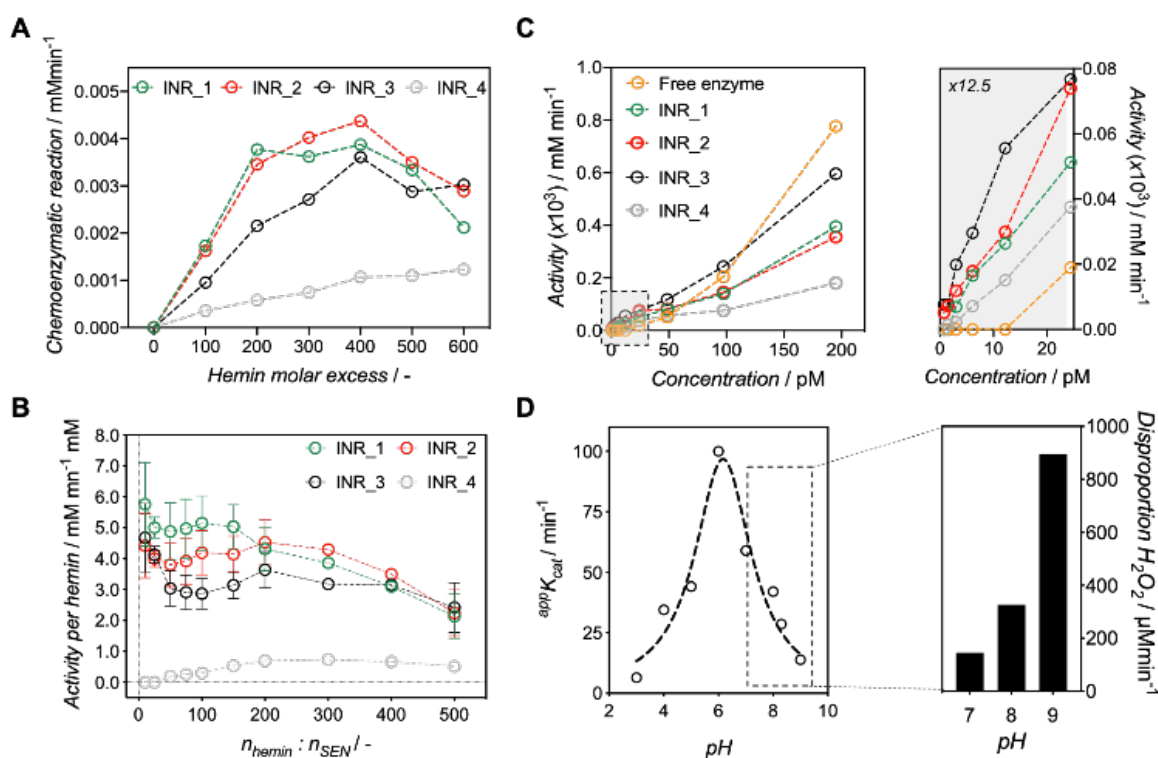 A
Chemoenzymatic reaction / mMmin-1
INR_1 INR_2 INR_3 INR_4
0.005
0.004
0.003
0.002
0.001
0.000
0 100 200 300 400 500 600
Hemin molar excess / -
B
Activity per hemin / mM mn-1 mM
INR_1 INR_2
INR_3 INR_4
8.0
7.0
6.0
5.0
4.0
3.0
2.0
1.0
0.0
0 100 200 300 400 500
nhemin : nSEN / -
C
Activity (x10³) / mM min-1
Free enzyme
INR_1
INR_2
INR_3
INR_4
1.0
0.8
0.6
0.4
0.2
0.0
0 50 100 150 200
Concentration / pM
x12.5
0.08
0.06
0.04
0.02
0.00
Activity (x10³) / mM min-1
0 10 20
Concentration / pM
D
appKcat / min-1
100
75
50
25
0
2 4 6 8 10
pH
1000
800
600
400
200
0
Disproportion H2O2 / µMmin-1
7 8 9
pH